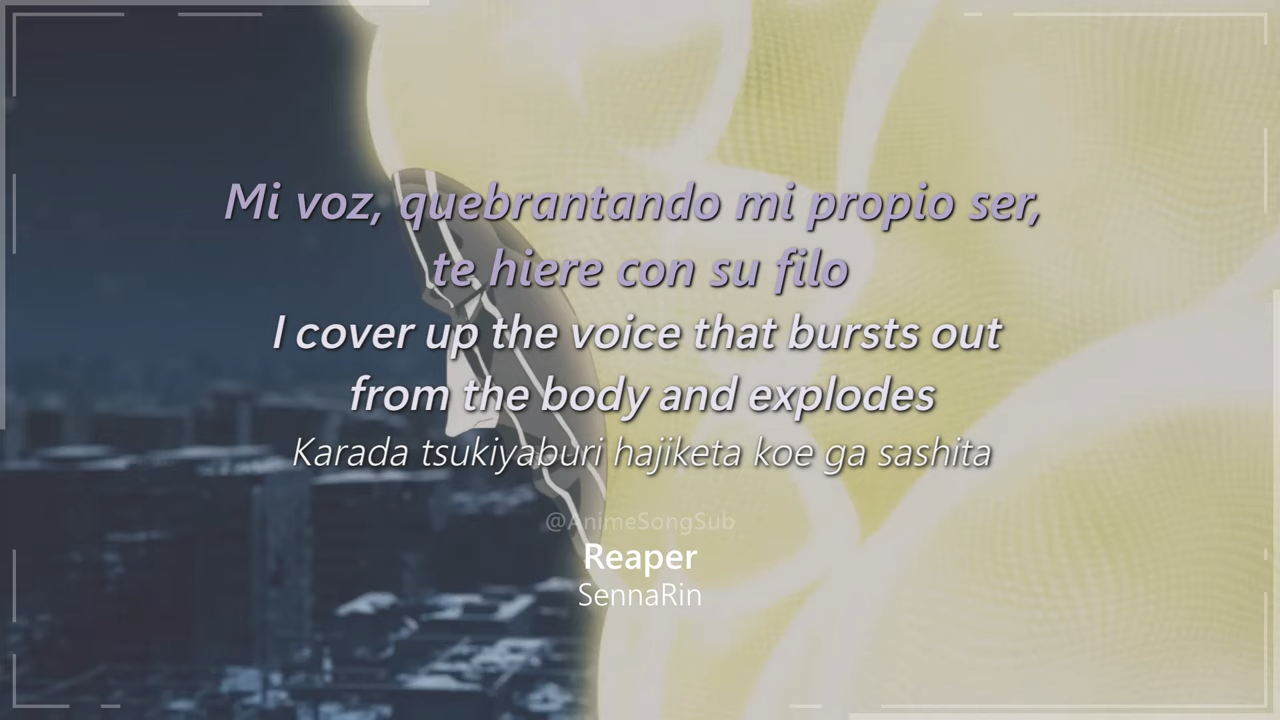 Mi voz, quebrantando mi propio ser,
te hiere con su filo
I cover up the voice that bursts out
from the body and explodes
Karada tsukiyaburi hajiketa koe ga sashita
@AnimeSongSub
Reaper
SennaRin